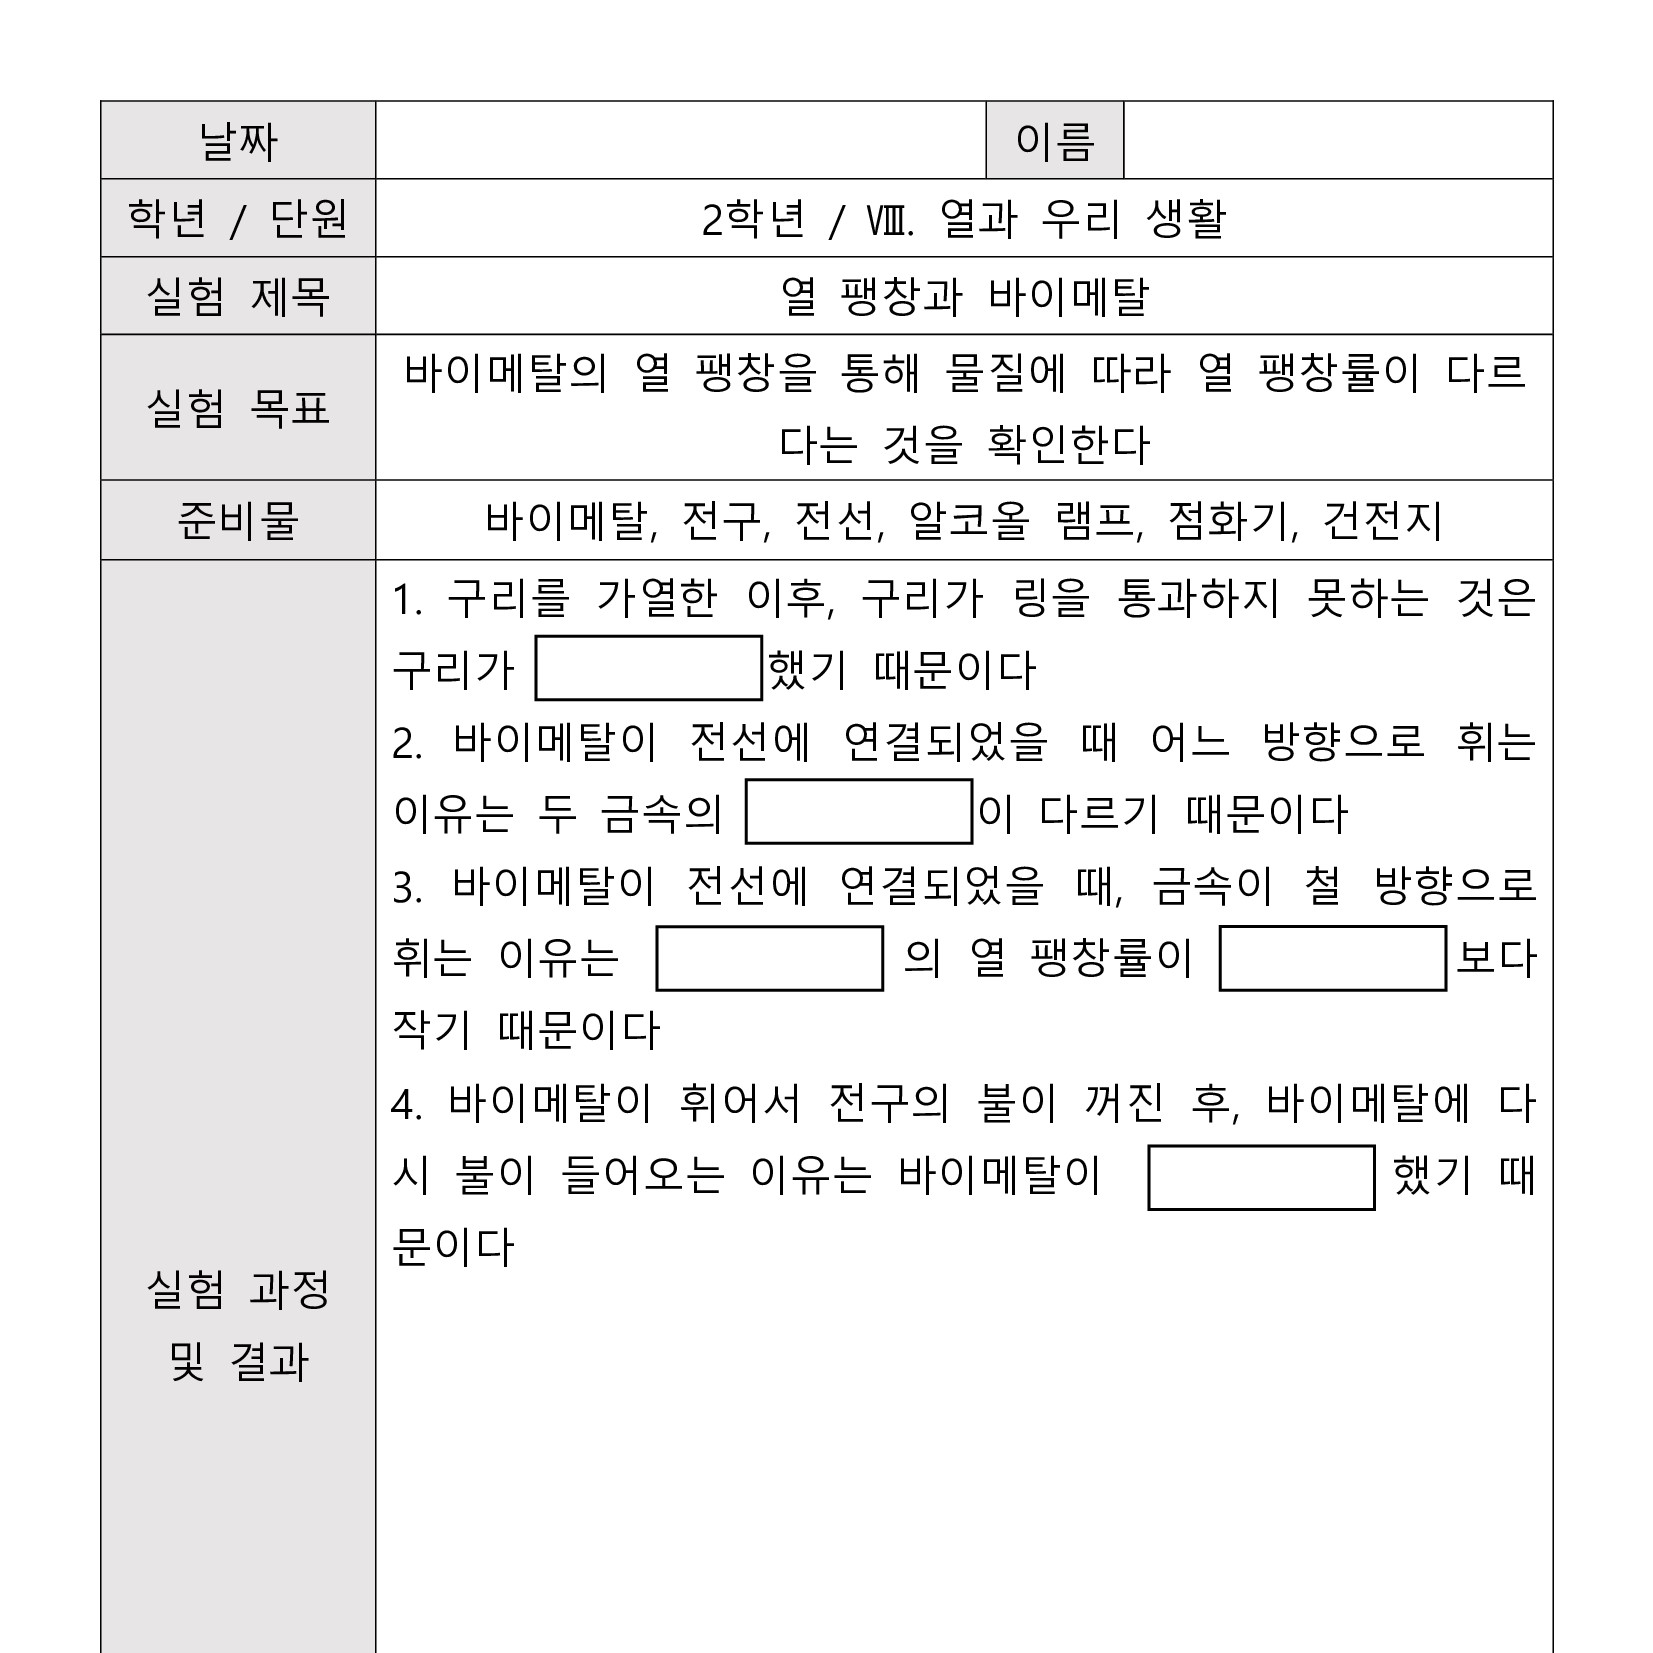 날짜 이름
학년 / 단원 2학년 / Ⅷ. 열과 우리 생활
실험 제목 열 팽창과 바이메탈
실험 목표
바이메탈의 열 팽창을 통해 물질에 따라 열 팽창률이 다르
다는 것을 확인한다
준비물 바이메탈, 전구, 전선, 알코올 램프, 점화기, 건전지
실험 과정
및 결과
1. 구리를 가열한 이후, 구리가 링을 통과하지 못하는 것은
구리가 했기 때문이다
2. 바이메탈이 전선에 연결되었을 때 어느 방향으로 휘는
이유는 두 금속의 이 다르기 때문이다
3. 바이메탈이 전선에 연결되었을 때, 금속이 철 방향으로
휘는 이유는 의 열 팽창률이 보다
작기 때문이다
4. 바이메탈이 휘어서 전구의 불이 꺼진 후, 바이메탈에 다
시 불이 들어오는 이유는 바이메탈이 했기 때
문이다